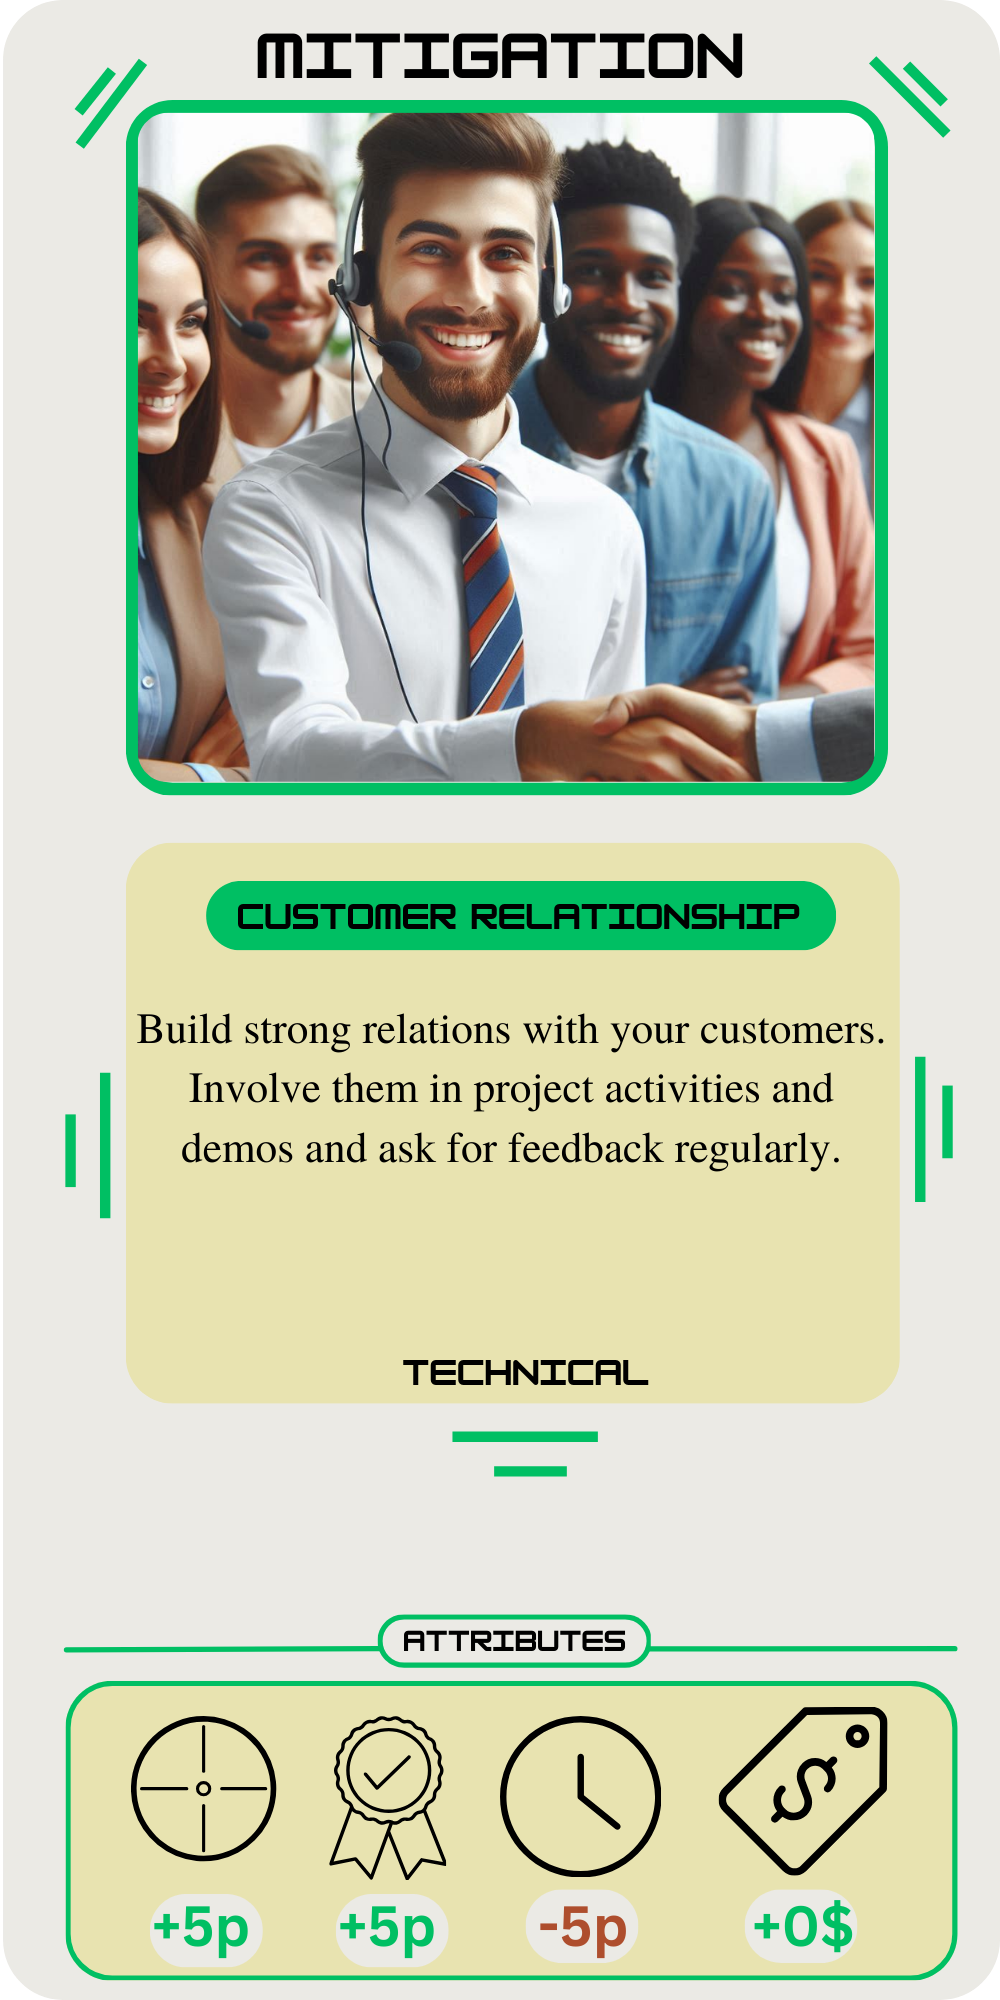 MITIGATION
CUSTOMER RELATIONSHIP
Build strong relations with your customers.
Involve them in project activities and
demos and ask for feedback regularly.
TECHNICAL
ATTRIBUTES
+5p +5p -5p +0$